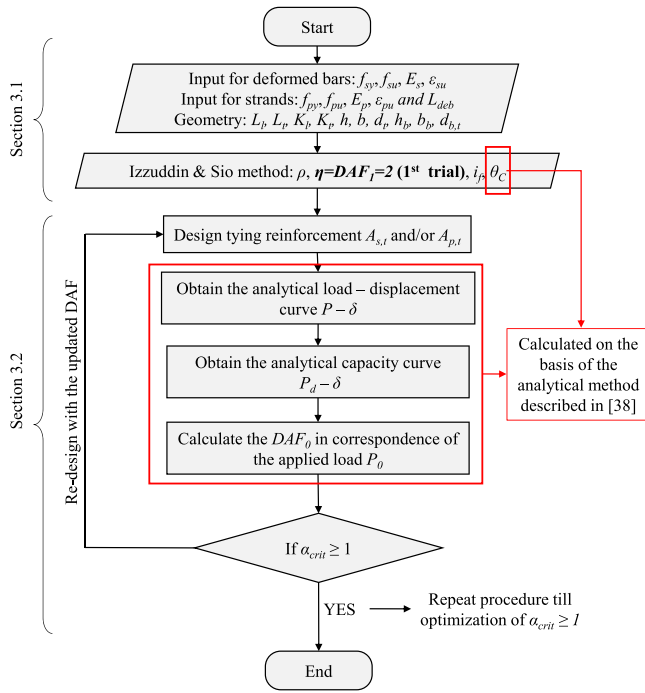 Start
Section 3.1
Input for deformed bars: f_sy, f_su, E_s, ε_su
Input for strands: f_py, f_pu, E_p, ε_pu and L_deb
Geometry: L_l, L_t, K_l, K_t, h, b, d_t, h_b, b_b, d_b,t
Izzuddin & Sio method: ρ, η=DAF_I=2 (1st trial), i_f, θ_C
Section 3.2
Re-design with the updated DAF
Design tying reinforcement A_s,t and/or A_p,t
Obtain the analytical load – displacement
curve P – δ
Obtain the analytical capacity curve
P_d – δ
Calculate the DAF_0 in correspondence of
the applied load P_0
Calculated on the
basis of the
analytical method
described in [38]
If α_crit ≥ 1
YES
Repeat procedure till
optimization of α_crit ≥ 1
End